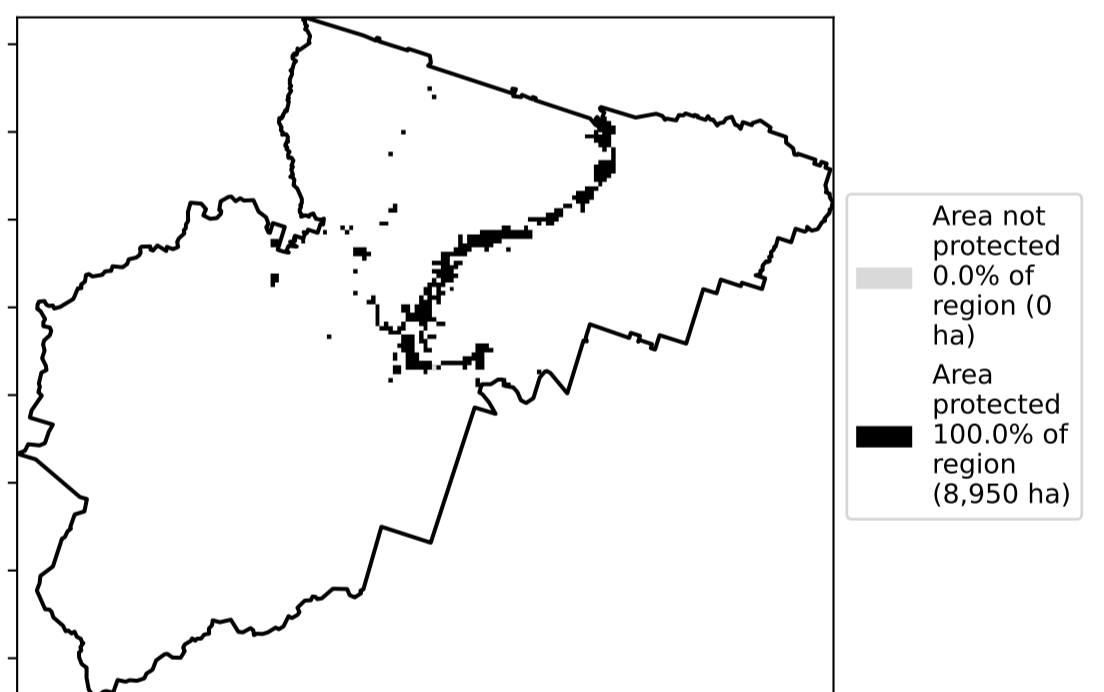 Area not
protected
0.0% of
region (0
ha)
Area
protected
100.0% of
region
(8,950 ha)